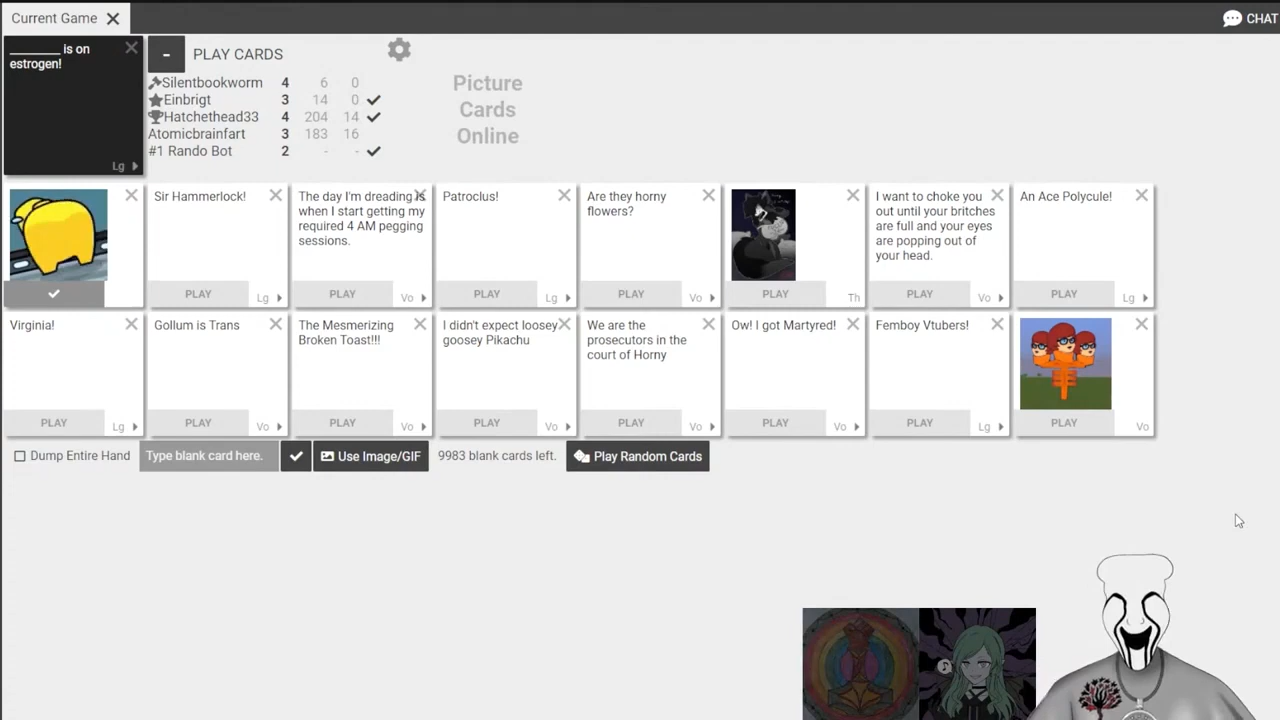 Current Game
CHAT
________ is on
estrogen!
Lg
-
PLAY CARDS
Silentbookworm 4 6 0
Einbrigt 3 14 0
Hatchethead33 4 204 14
Atomicbrainfart 3 183 16
#1 Rando Bot 2 - -
Picture
Cards
Online
Sir Hammerlock!
PLAY
Lg
The day I'm dreading is
when I start getting my
required 4 AM pegging
sessions.
PLAY
Vo
Patroclus!
PLAY
Lg
Are they horny
flowers?
PLAY
Vo
PLAY
Th
I want to choke you
out until your britches
are full and your eyes
are popping out of
your head.
PLAY
Vo
An Ace Polycule!
PLAY
Lg
Virginia!
PLAY
Lg
Gollum is Trans
PLAY
Vo
The Mesmerizing
Broken Toast!!!
PLAY
Vo
I didn't expect loosey
goosey Pikachu
PLAY
Vo
We are the
prosecutors in the
court of Horny
PLAY
Vo
Ow! I got Martyred!
PLAY
Vo
Femboy Vtubers!
PLAY
Lg
PLAY
Vo
Dump Entire Hand
Type blank card here.
Use Image/GIF
9983 blank cards left.
Play Random Cards